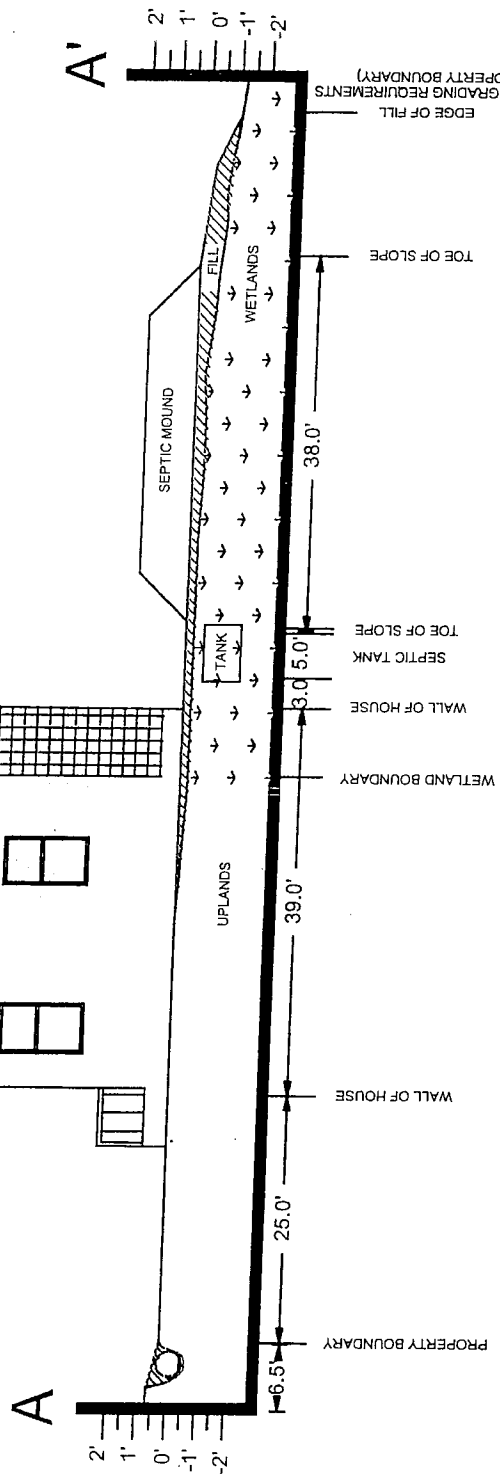 A
A'
2'
1'
0'
-1'
-2'
2'
1'
0'
-1'
-2'
SEPTIC MOUND
FILL
WETLANDS
TANK
UPLANDS
6.5'
25.0'
39.0'
3.0
5.0'
38.0'
PROPERTY BOUNDARY
WALL OF HOUSE
WETLAND BOUNDARY
WALL OF HOUSE
SEPTIC TANK
TOE OF SLOPE
TOE OF SLOPE
EDGE OF FILL
GRADING REQUIREMENTS
BOUNDARY)